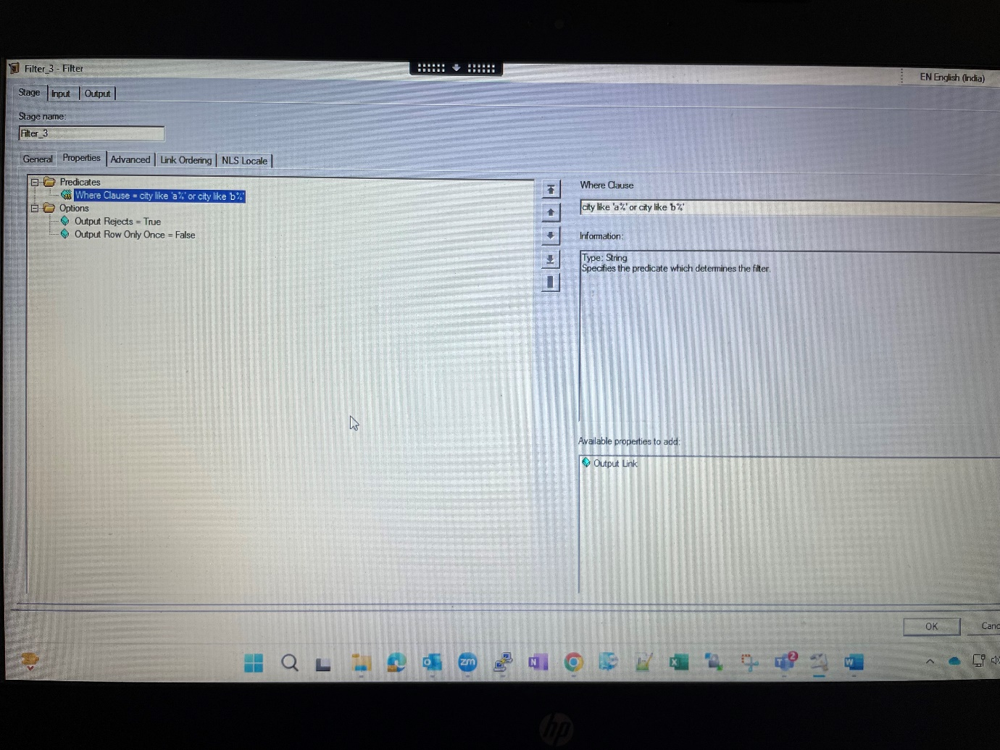 Filter_3 - Filter
EN English (India)
Stage Input Output
Stage name:
Filter_3
General Properties Advanced Link Ordering NLS Locale
Predicates
Where Clause = city like 'a%' or city like 'b%'
Options
Output Rejects = True
Output Row Only Once = False
Where Clause
city like 'a%' or city like 'b%'
Information:
Type: String
Specifies the predicate which determines the filter.
Available properties to add:
Output Link
OK
Canc
zm
N
X
T
2
W
hp